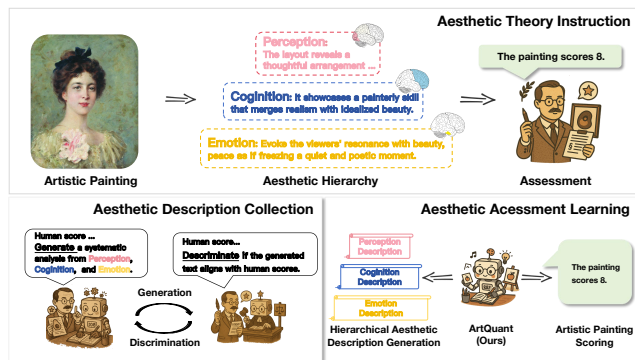 Aesthetic Theory Instruction
Perception:
The layout reveals a
thoughtful arrangement ...
Coginition: It showcases a painterly skill
that merges realism with idealized beauty.
Emotion: Evoke the viewers' resonance with beauty,
peace as if freezing a quiet and poetic moment.
The painting scores 8.
Artistic Painting
Aesthetic Hierarchy
Assessment
Aesthetic Description Collection
Human score ...
Generate a systematic
analysis from Perception,
Coginition, and Emotion.
Human score...
Descriminate if the generated
text aligns with human scores.
Generation
Discrimination
Aesthetic Acessment Learning
Perception
Description
Coginition
Description
Emotion
Description
Hierarchical Aesthetic
Description Generation
ArtQuant
(Ours)
The painting
scores 8.
Artistic Painting
Scoring